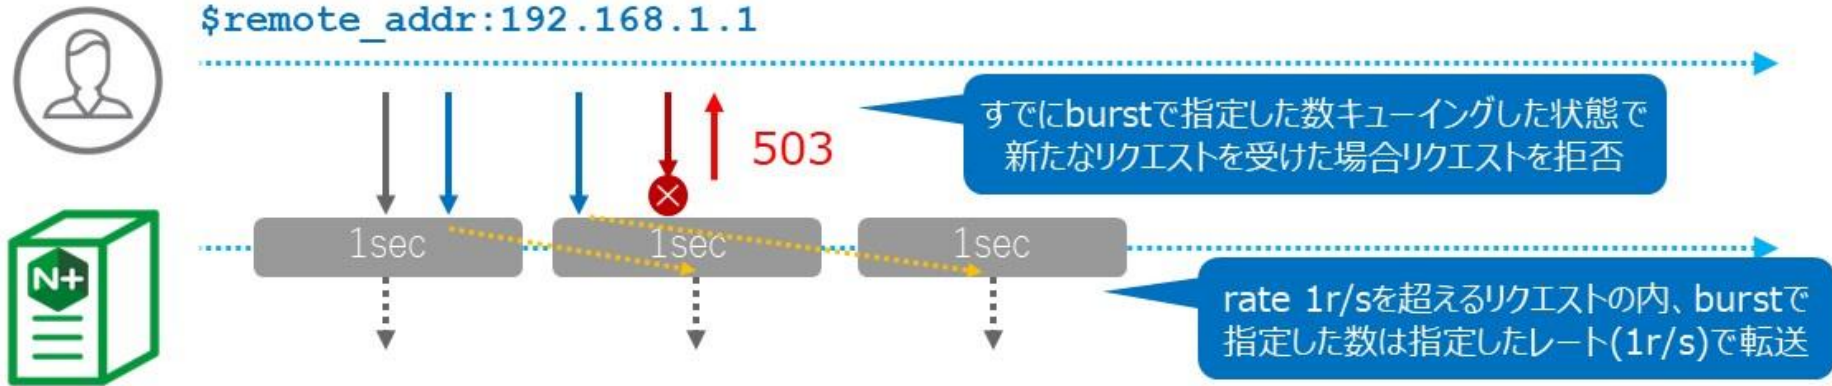 $remote_addr:192.168.1.1
すでにburstで指定した数キューイングした状態で
新たなリクエストを受けた場合リクエストを拒否
503
1sec
1sec
1sec
N+
rate 1r/sを超えるリクエストの内、burstで
指定した数は指定したレート(1r/s)で転送